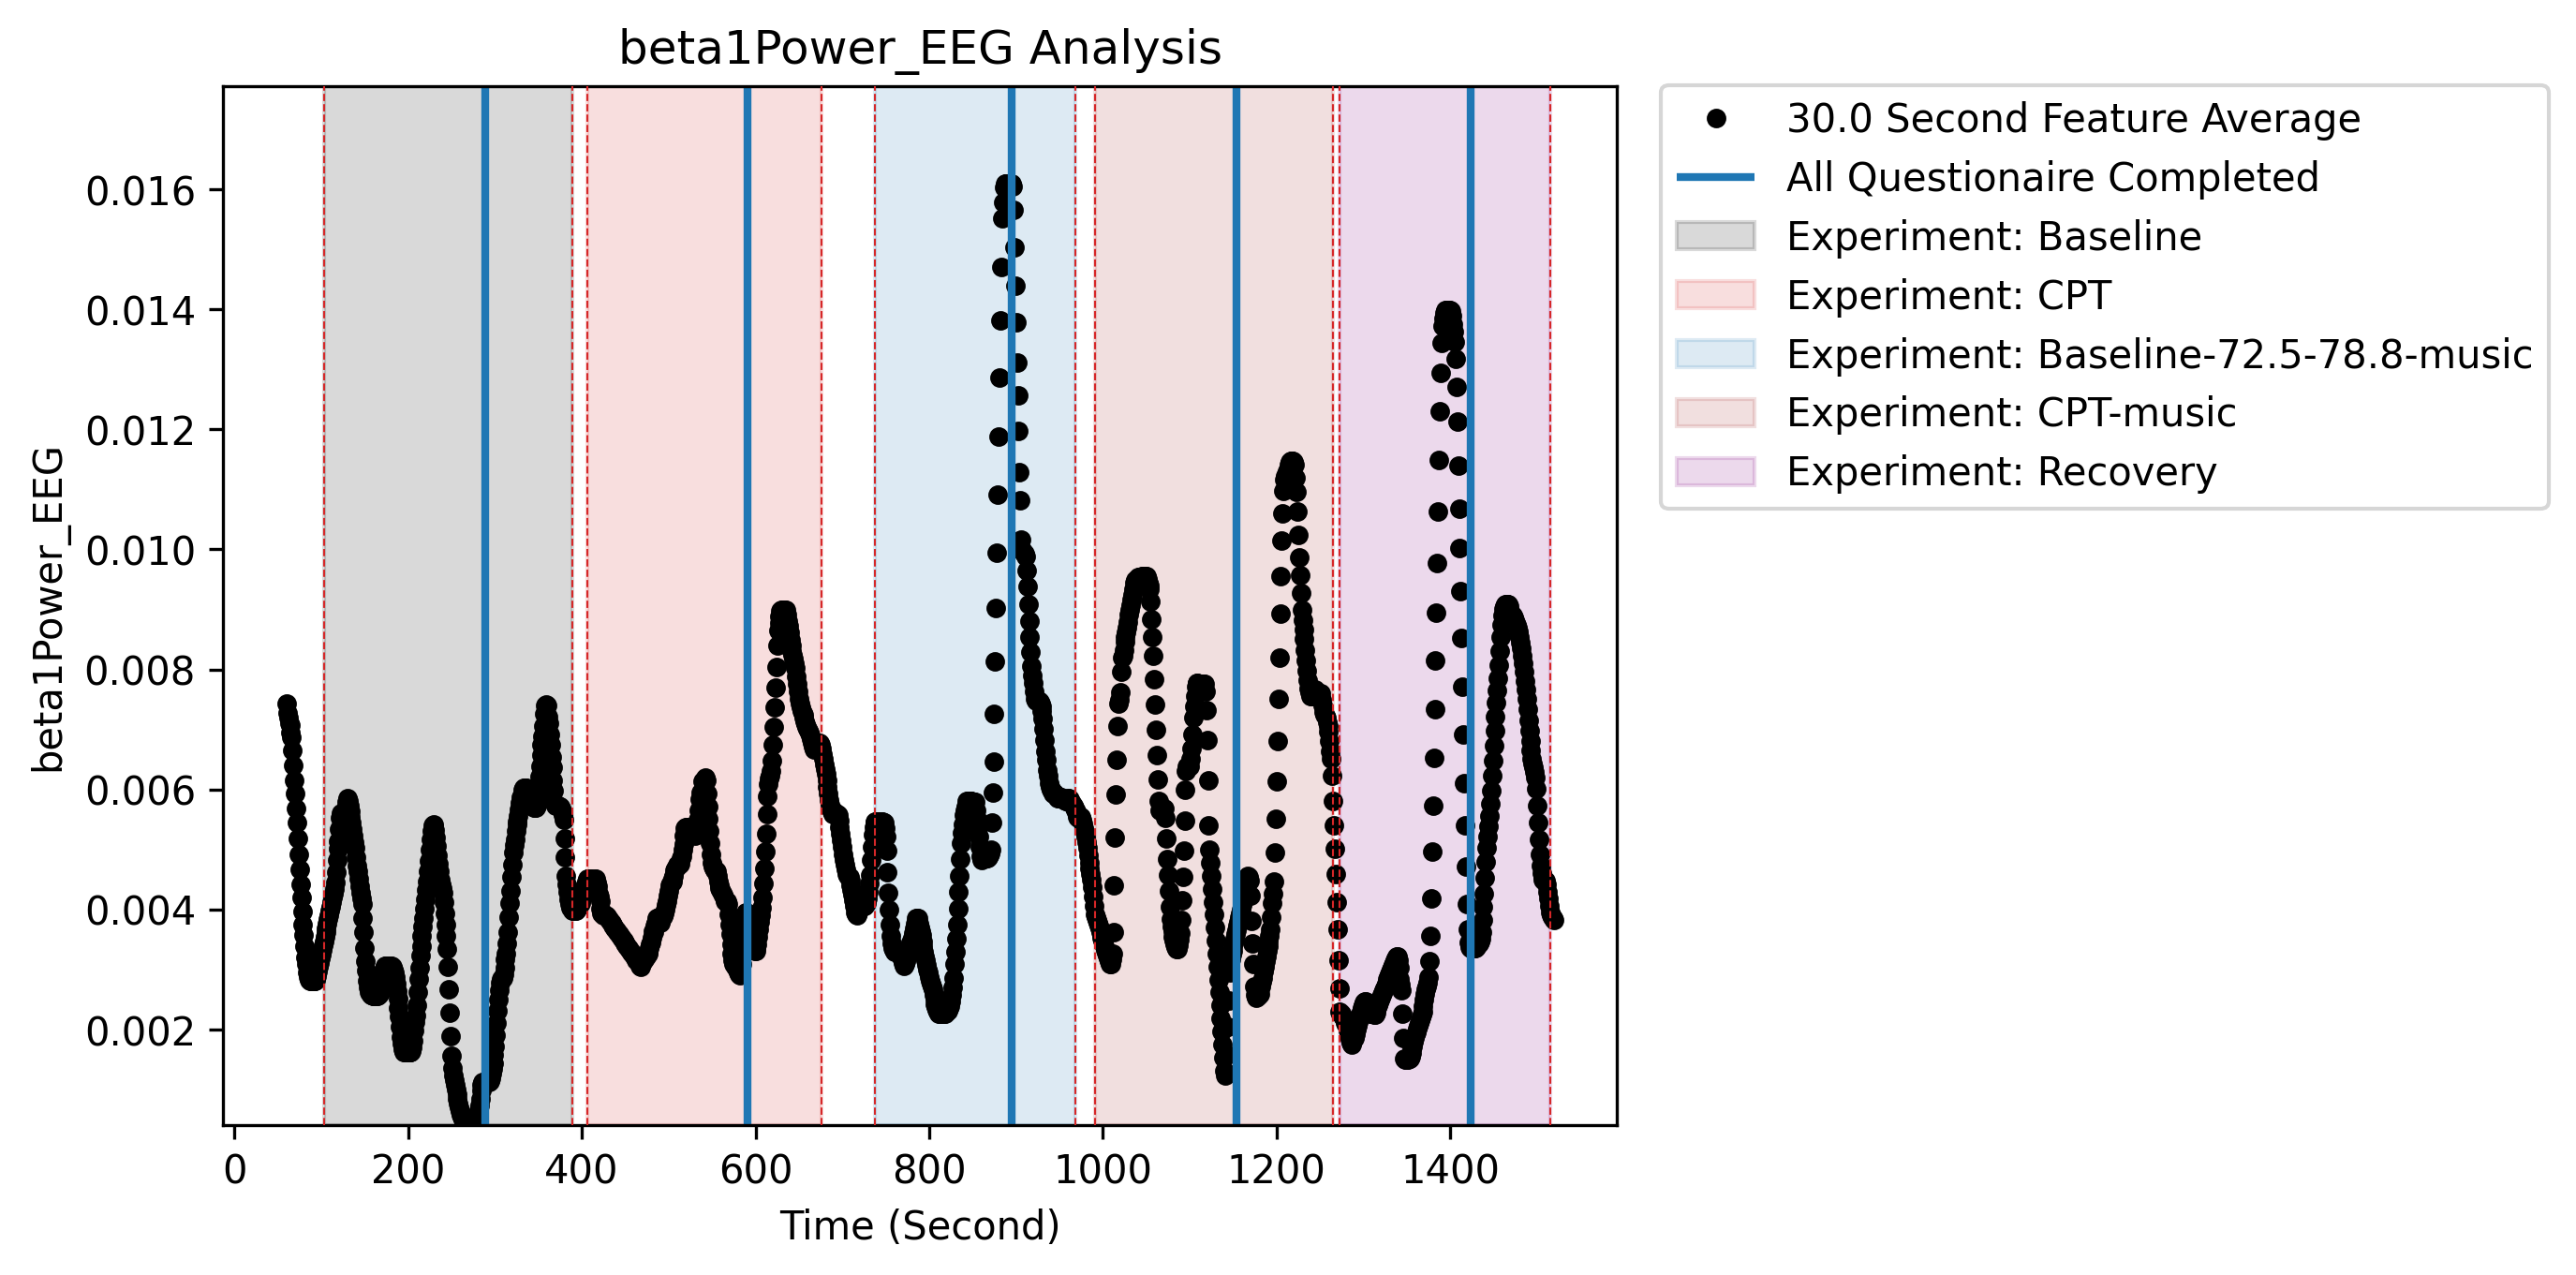 beta1Power_EEG Analysis
30.0 Second Feature Average
All Questionaire Completed
Experiment: Baseline
Experiment: CPT
Experiment: Baseline-72.5-78.8-music
Experiment: CPT-music
Experiment: Recovery
beta1Power_EEG
0.016
0.014
0.012
0.010
0.008
0.006
0.004
0.002
0 200 400 600 800 1000 1200 1400
Time (Second)